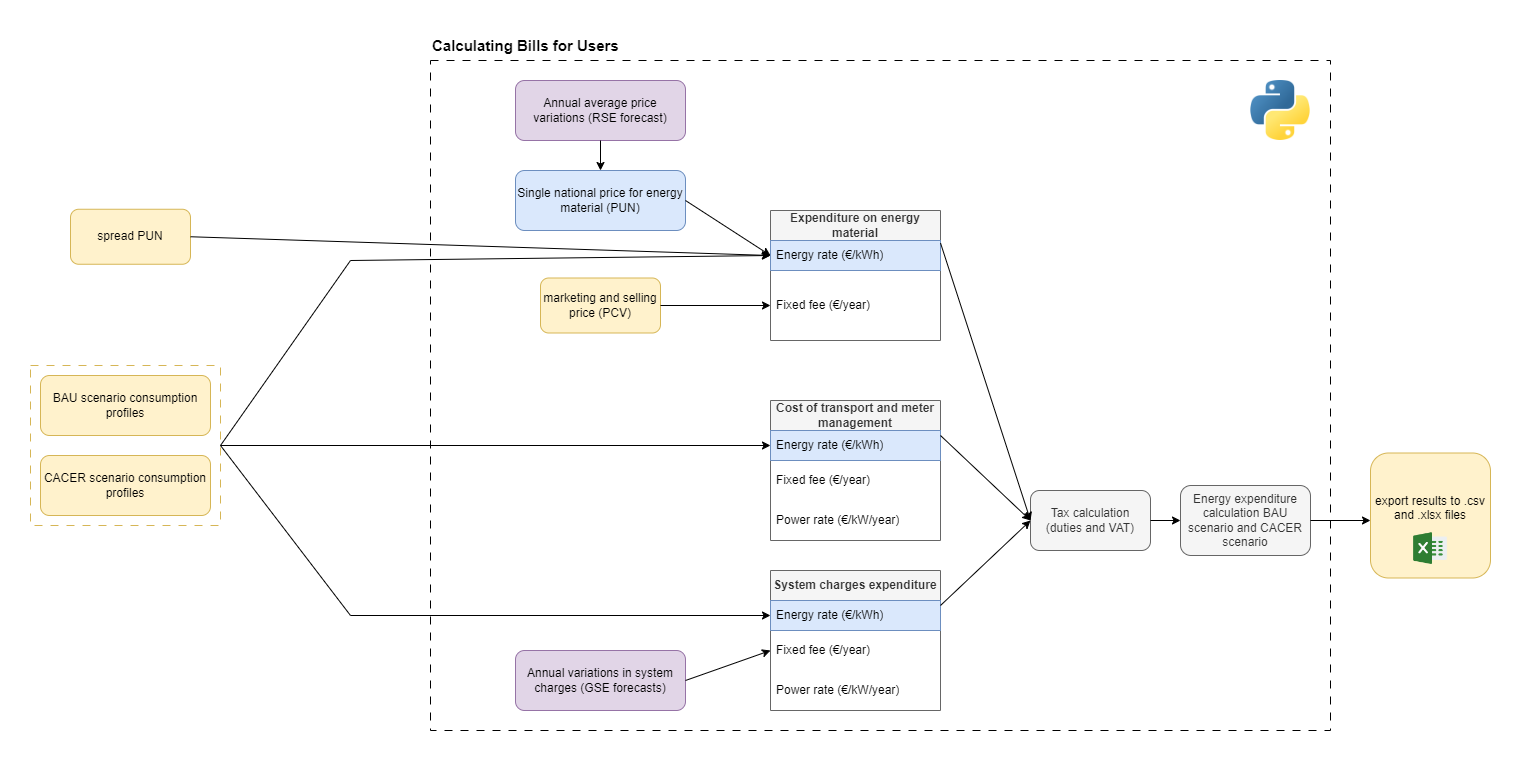 Calculating Bills for Users
Annual average price
variations (RSE forecast)
Single national price for energy
material (PUN)
spread PUN
Expenditure on energy
material
Energy rate (€/kWh)
Fixed fee (€/year)
marketing and selling
price (PCV)
BAU scenario consumption
profiles
CACER scenario consumption
profiles
Cost of transport and meter
management
Energy rate (€/kWh)
Fixed fee (€/year)
Power rate (€/kW/year)
System charges expenditure
Energy rate (€/kWh)
Fixed fee (€/year)
Power rate (€/kW/year)
Annual variations in system
charges (GSE forecasts)
Tax calculation
(duties and VAT)
Energy expenditure
calculation BAU
scenario and CACER
scenario
export results to .csv
and .xlsx files
X